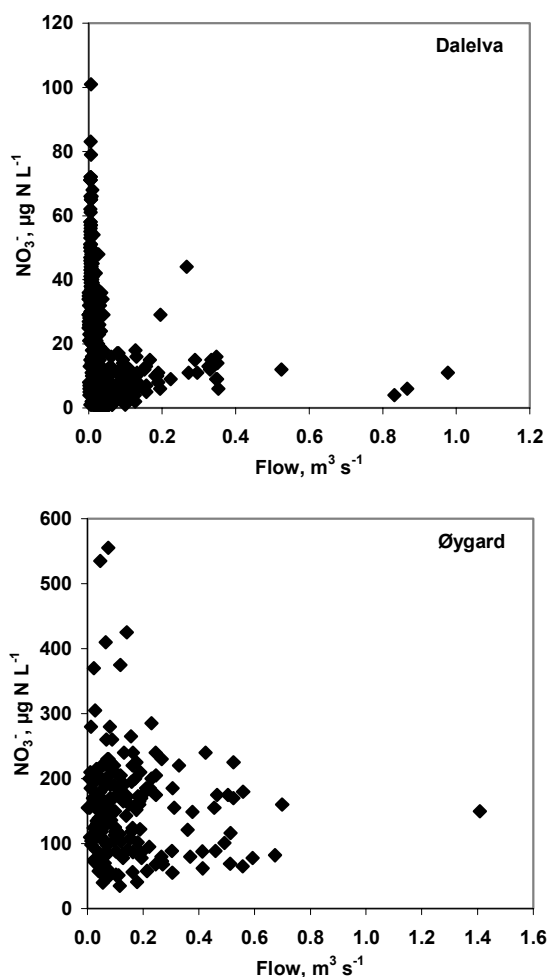 120
Dalelva
100
80
60
40
20
0
NO₃⁻, µg N L⁻¹
0.0 0.2 0.4 0.6 0.8 1.0 1.2
Flow, m³ s⁻¹
600
Øygard
500
400
300
200
100
0
NO₃⁻, µg N L⁻¹
0.0 0.2 0.4 0.6 0.8 1.0 1.2 1.4 1.6
Flow, m³ s⁻¹